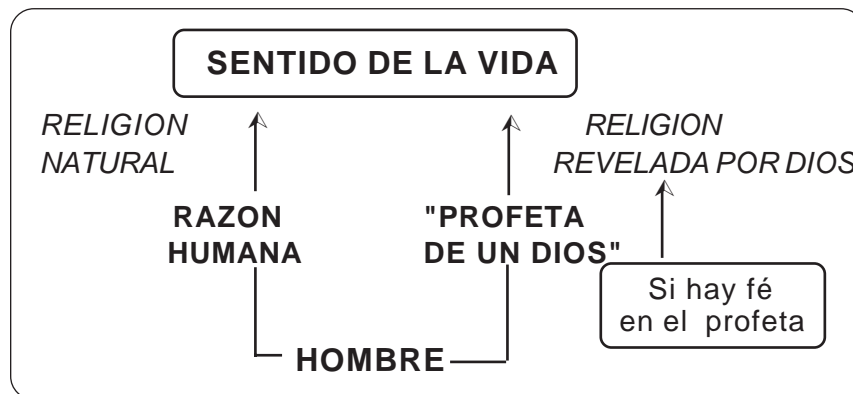 SENTIDO DE LA VIDA
RELIGION
NATURAL
RELIGION
REVELADA POR DIOS
RAZON
HUMANA
"PROFETA
DE UN DIOS"
Si hay fé
en el profeta
HOMBRE